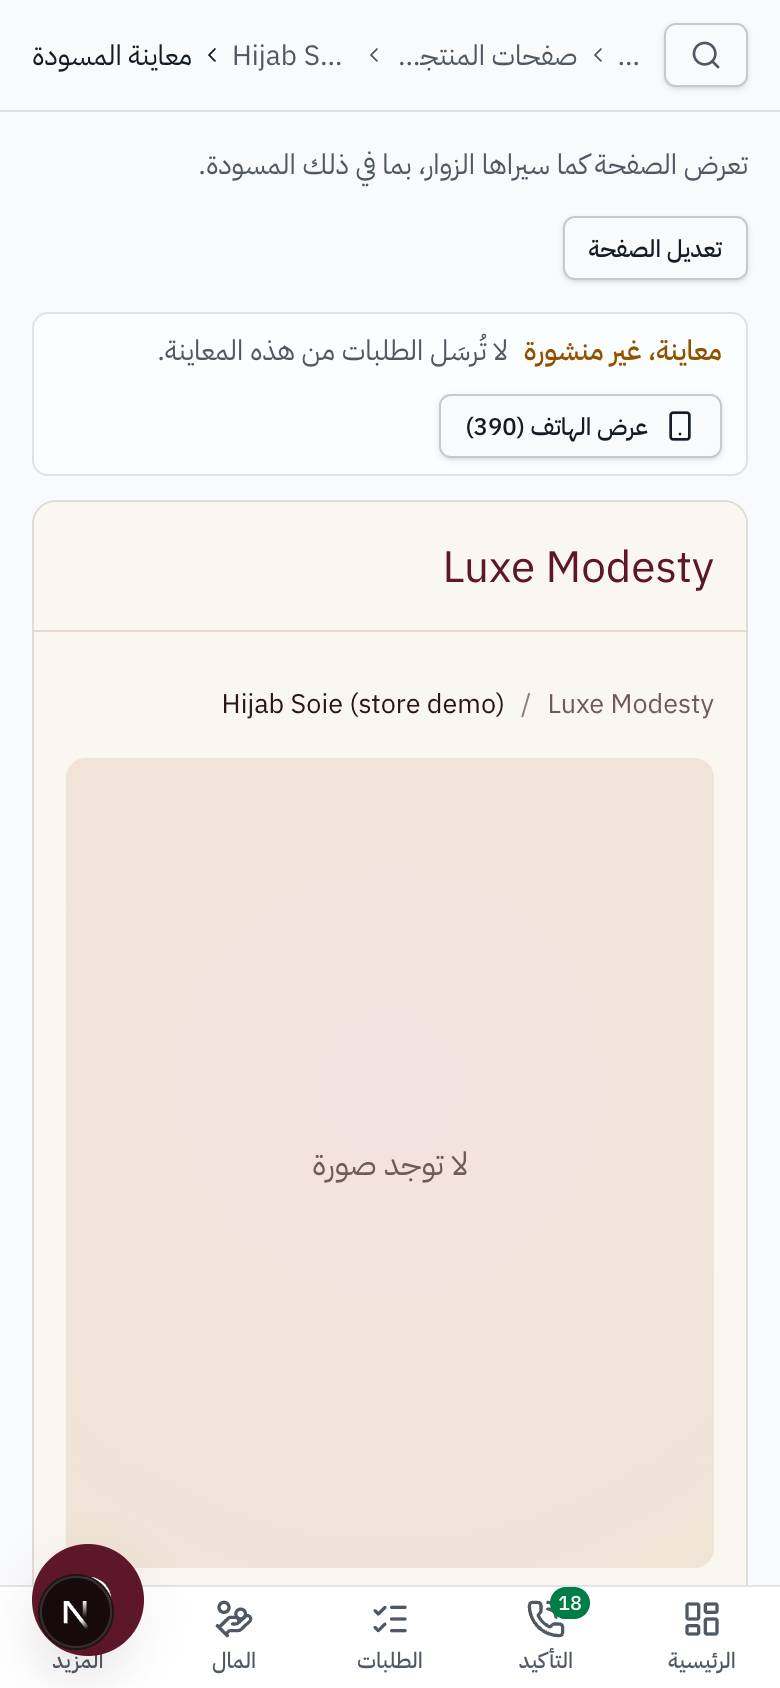 ... > صفحات المنتجـ... > Hijab S... > معاينة المسودة
تعرض الصفحة كما سيراها الزوار، بما في ذلك المسودة.
تعديل الصفحة
معاينة، غير منشورة لا تُرسَل الطلبات من هذه المعاينة.
عرض الهاتف (390)
Luxe Modesty
Luxe Modesty / Hijab Soie (store demo)
لا توجد صورة
18
الرئيسية
التأكيد
الطلبات
المال
المزيد
N